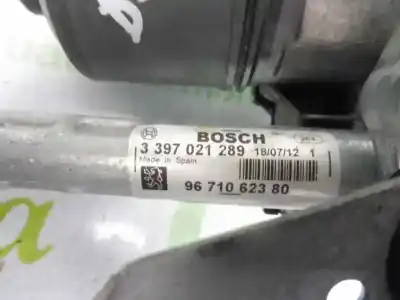 BOSCH
3 397 021 289 18/07/12 1
Made in Spain
96 710 623 80